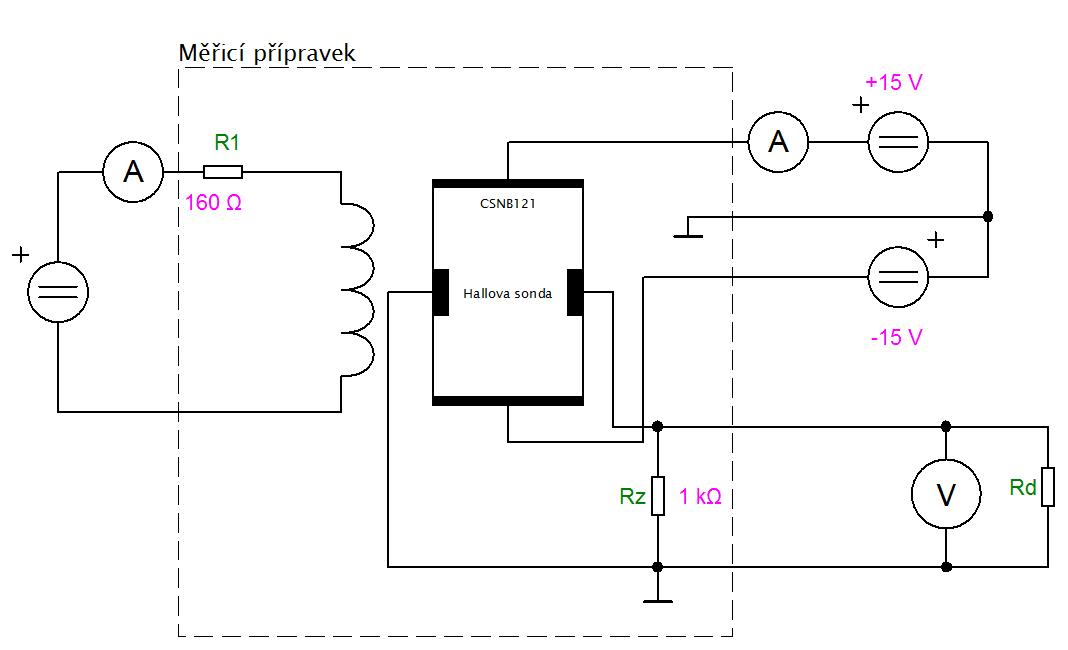 Měřicí přípravek
+15 V
+
A
A
R1
160 Ω
CSNB121
+
+
Hallova sonda
-15 V
Rz
1 kΩ
V
Rd